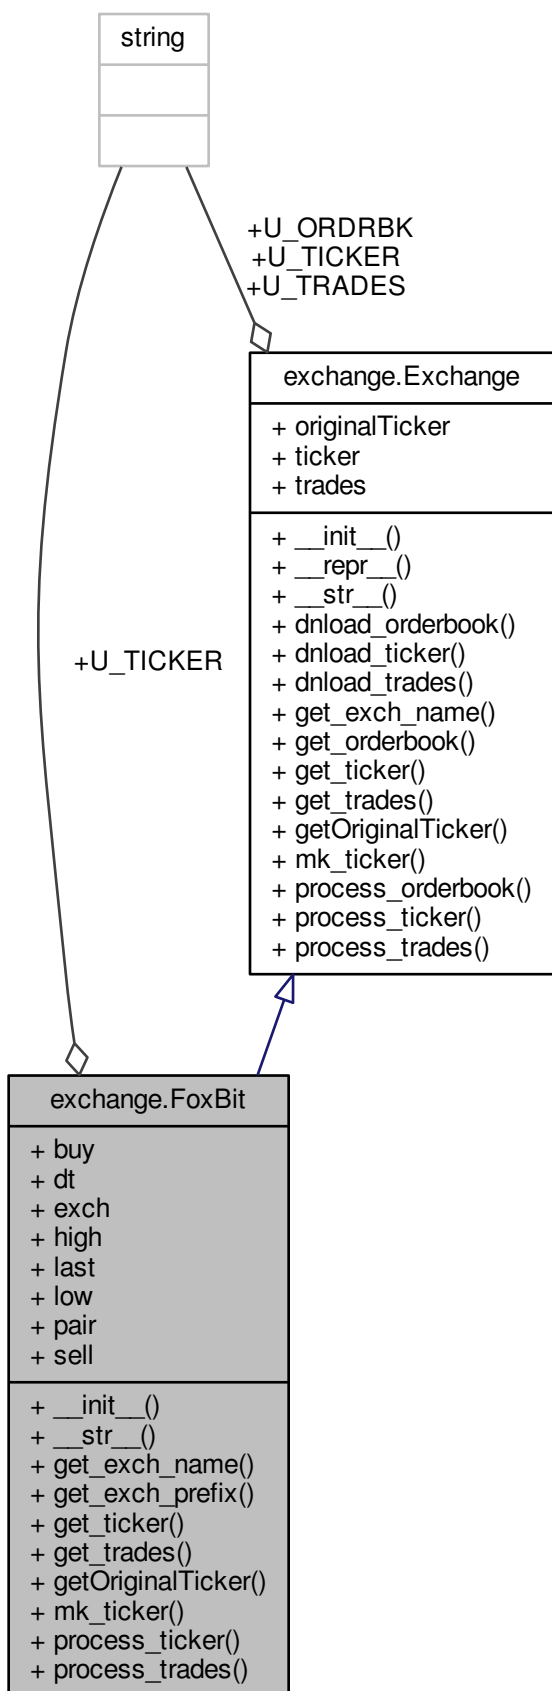 string
+U_ORDRBK
+U_TICKER
+U_TRADES
exchange.Exchange
+ originalTicker
+ ticker
+ trades
+ __init__()
+ __repr__()
+ __str__()
+ dnload_orderbook()
+ dnload_ticker()
+ dnload_trades()
+ get_exch_name()
+ get_orderbook()
+ get_ticker()
+ get_trades()
+ getOriginalTicker()
+ mk_ticker()
+ process_orderbook()
+ process_ticker()
+ process_trades()
+U_TICKER
exchange.FoxBit
+ buy
+ dt
+ exch
+ high
+ last
+ low
+ pair
+ sell
+ __init__()
+ __str__()
+ get_exch_name()
+ get_exch_prefix()
+ get_ticker()
+ get_trades()
+ getOriginalTicker()
+ mk_ticker()
+ process_ticker()
+ process_trades()